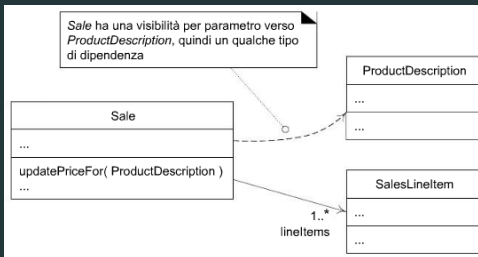 Sale ha una visibilità per parametro verso
ProductDescription, quindi un qualche tipo
di dipendenza
ProductDescription
...
...
Sale
...
updatePriceFor( ProductDescription )
...
SalesLineItem
...
...
1..*
lineItems